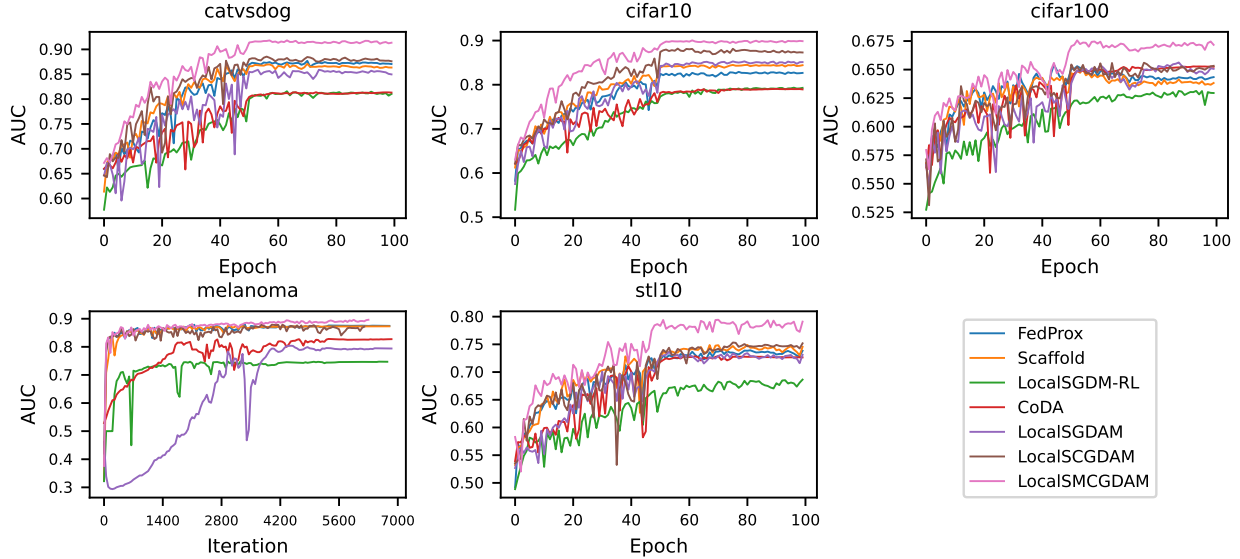 catvsdog
cifar10
cifar100
AUC
0.90
0.85
0.80
0.75
0.70
0.65
0.60
0 20 40 60 80 100
Epoch
AUC
0.9
0.8
0.7
0.6
0.5
0 20 40 60 80 100
Epoch
AUC
0.675
0.650
0.625
0.600
0.575
0.550
0.525
0 20 40 60 80 100
Epoch
melanoma
stl10
AUC
0.9
0.8
0.7
0.6
0.5
0.4
0.3
0 1400 2800 4200 5600 7000
Iteration
AUC
0.80
0.75
0.70
0.65
0.60
0.55
0.50
0 20 40 60 80 100
Epoch
FedProx
Scaffold
LocalSGDM-RL
CoDA
LocalSGDAM
LocalSCGDAM
LocalSMCGDAM